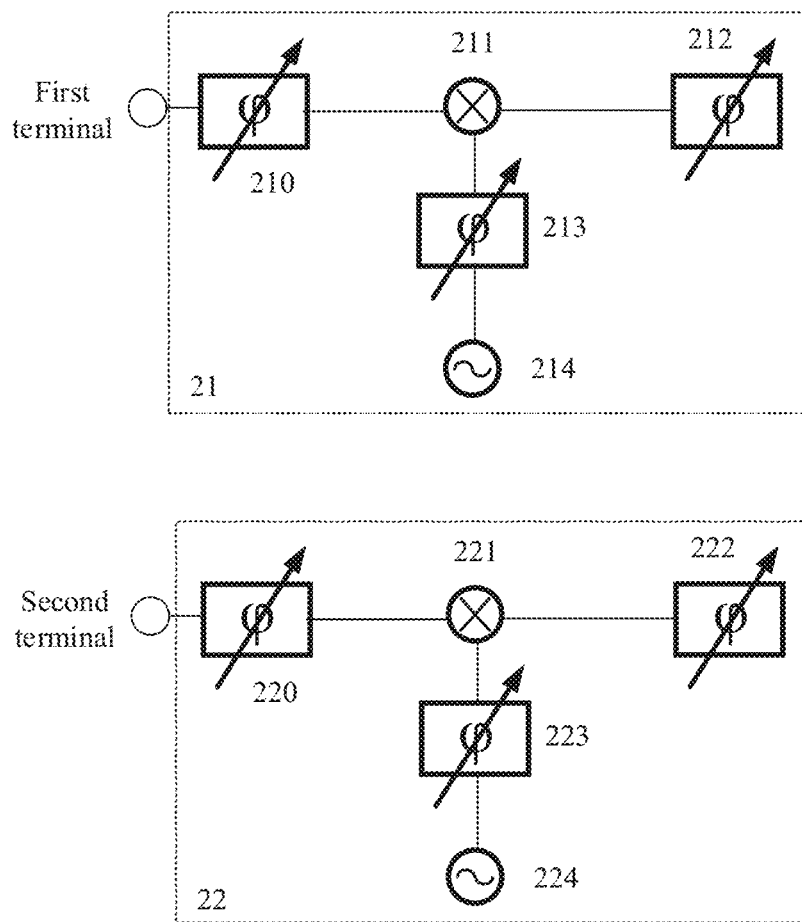 211
212
First
terminal
φ
φ
210
φ
213
214
21
221
222
Second
terminal
φ
φ
220
φ
223
224
22